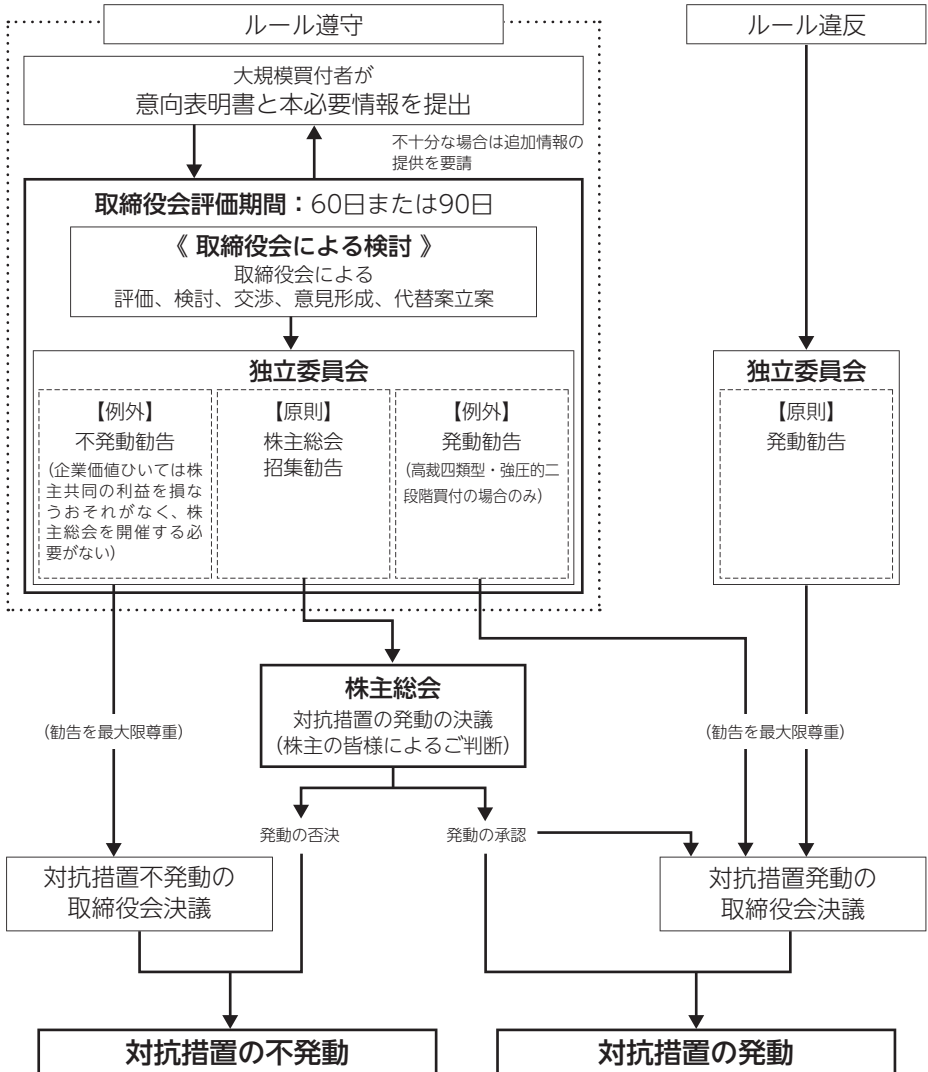 ルール遵守
ルール違反
大規模買付者が
意向表明書と本必要情報を提出
不十分な場合は追加情報の
提供を要請
取締役会評価期間：60日または90日
《 取締役会による検討 》
取締役会による
評価、検討、交渉、意見形成、代替案立案
独立委員会
【例外】
不発動勧告
(企業価値ひいては株
主共同の利益を損な
うおそれがなく、株
主総会を開催する必
要がない)
【原則】
株主総会
招集勧告
【例外】
発動勧告
(高裁四類型・強圧的二
段階買付の場合のみ)
独立委員会
【原則】
発動勧告
株主総会
対抗措置の発動の決議
(株主の皆様によるご判断)
(勧告を最大限尊重)
(勧告を最大限尊重)
発動の否決
発動の承認
対抗措置不発動の
取締役会決議
対抗措置発動の
取締役会決議
対抗措置の不発動
対抗措置の発動